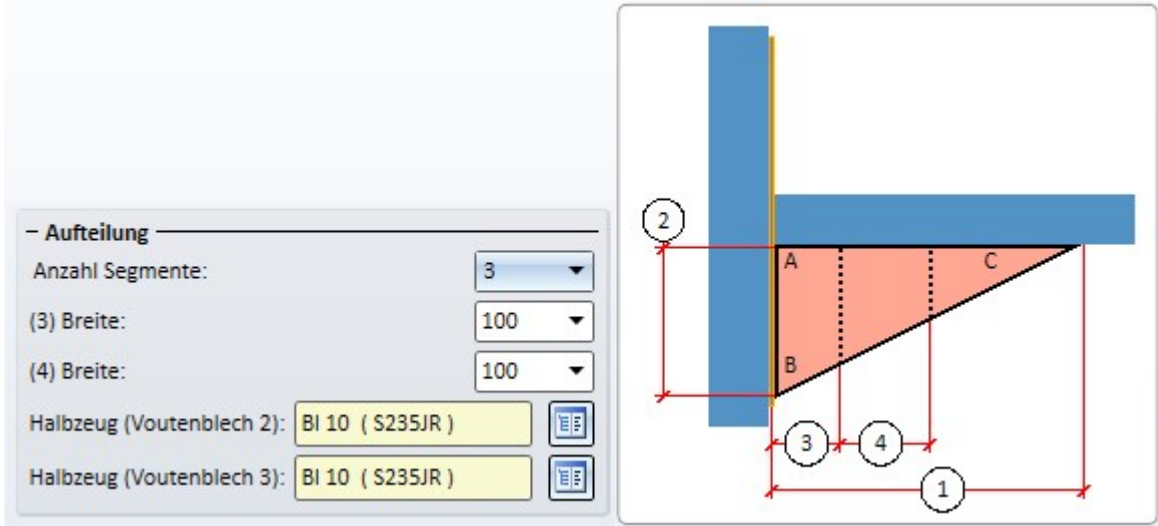 Aufteilung
Anzahl Segmente: 3
(3) Breite: 100
(4) Breite: 100
Halbzeug (Voutenblech 2): Bl 10 ( S235JR )
Halbzeug (Voutenblech 3): Bl 10 ( S235JR )
2
A
C
B
3
4
1